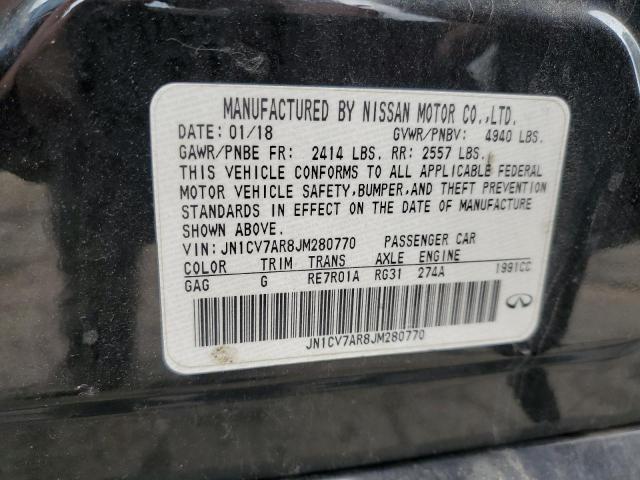 MANUFACTURED BY NISSAN MOTOR CO.,LTD.
DATE: 01/18 GVWR/PNBV: 4940 LBS.
GAWR/PNBE FR: 2414 LBS. RR: 2557 LBS.
THIS VEHICLE CONFORMS TO ALL APPLICABLE FEDERAL
MOTOR VEHICLE SAFETY,BUMPER,AND THEFT PREVENTION
STANDARDS IN EFFECT ON THE DATE OF MANUFACTURE
SHOWN ABOVE.
VIN: JN1CV7AR8JM280770 PASSENGER CAR
COLOR TRIM TRANS AXLE ENGINE
GAG G RE7R01A RG31 274A 1991CC
JN1CV7AR8JM280770